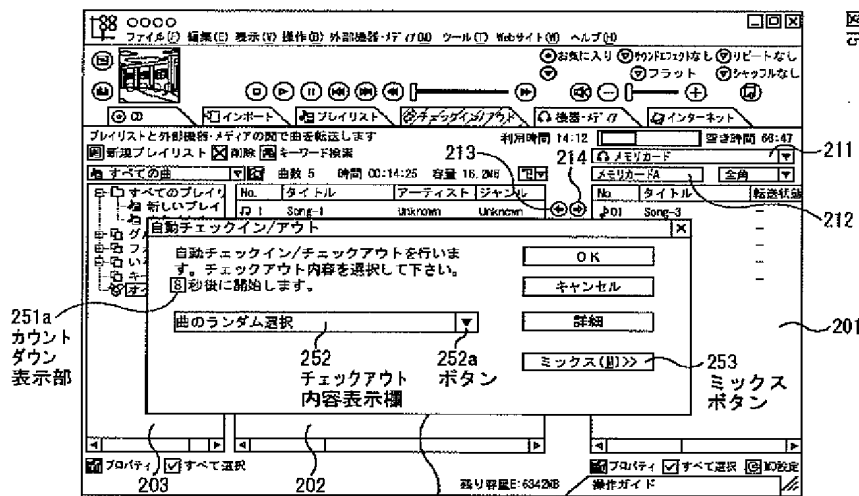 ○○○○
ファイル(F) 編集(E) 表示(V) 操作(B) 外部機器・メディア(M) ツール(T) Webサイト(W) ヘルプ(H)
お気に入り サウンドエフェクトなし リピートなし
フラット シャッフルなし
CD インポート プレイリスト チェックイン/アウト 機器・メディア インターネット
プレイリストと外部機器・メディアの間で曲を転送します
利用時間 14:12 空き時間 66:47
新規プレイリスト 削除 キーワード検索
213
214
メモリカード
211
すべての曲 曲数 5 時間 00:14:25 容量 16.2MB
メモリカードA 全角
212
すべてのプレイリ
新しいプレイ
No. タイトル アーティスト ジャンル
1 Song-1 Unknown Unknown
No タイトル 転送状態
01 Song-3
自動チェックイン/アウト
自動チェックイン/チェックアウトを行いま
す。チェックアウト内容を選択して下さい。
8秒後に開始します。
OK
キャンセル
詳細
ミックス(M)>>
曲のランダム選択
251a
カウント
ダウン
表示部
252
チェックアウト
内容表示欄
252a
ボタン
253
ミックス
ボタン
201
プロパティ すべて選択
203
202
残り容量E:6342MB
プロパティ すべて選択 MD設定
操作ガイド